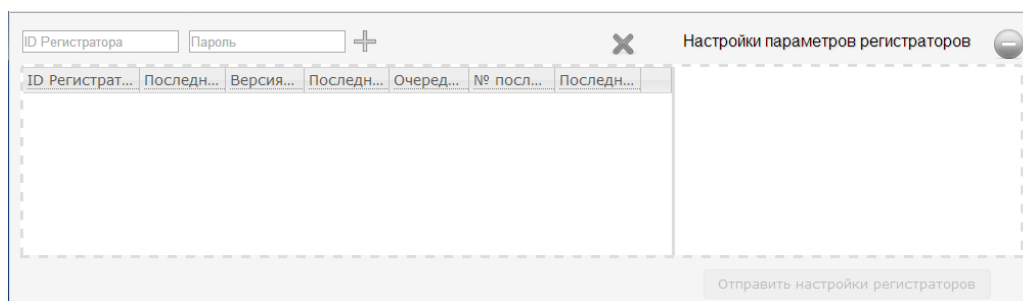 ID Регистратора Пароль Настройки параметров регистраторов
ID Регистрат... Последн... Версия... Последн... Очеред... № посл... Последн...
Отправить настройки регистраторов